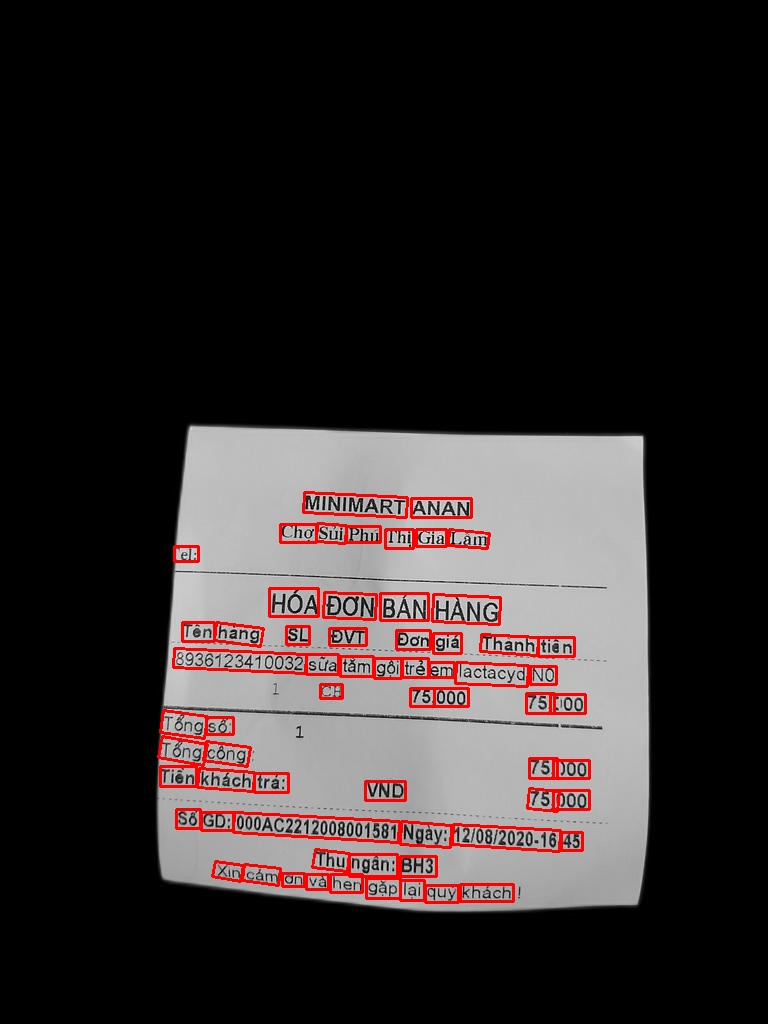 MINIMART ANAN
Chợ Sủi Phú Thị Gia Lâm
Tel:
HÓA ĐƠN BÁN HÀNG
Tên hàng SL ĐVT Đơn giá Thành tiền
8936123410032 sữa tắm gội trẻ em lactacyd N0
1 75 000 75 000
Tổng số: 1
Tổng cộng: 75 000
Tiền khách trả: VND 75 000
Số GD: 000AC2212008001581 Ngày: 12/08/2020-16 45
Thu ngân: BH3
Xin cảm ơn và hẹn gặp lại quý khách !